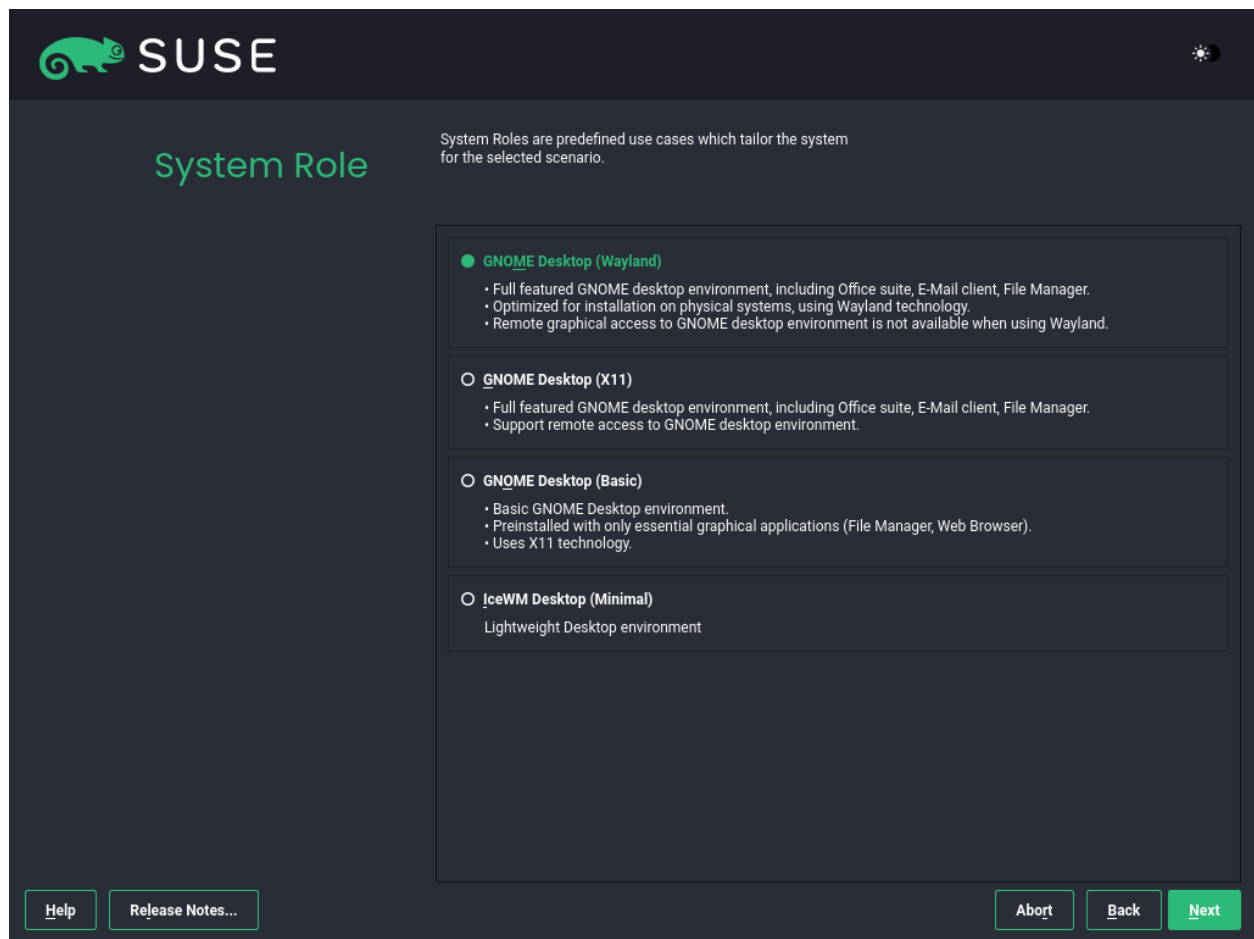 SUSE
System Role
System Roles are predefined use cases which tailor the system
for the selected scenario.
GNOME Desktop (Wayland)
• Full featured GNOME desktop environment, including Office suite, E-Mail client, File Manager.
• Optimized for installation on physical systems, using Wayland technology.
• Remote graphical access to GNOME desktop environment is not available when using Wayland.
GNOME Desktop (X11)
• Full featured GNOME desktop environment, including Office suite, E-Mail client, File Manager.
• Support remote access to GNOME desktop environment.
GNOME Desktop (Basic)
• Basic GNOME Desktop environment.
• Preinstalled with only essential graphical applications (File Manager, Web Browser).
• Uses X11 technology.
IceWM Desktop (Minimal)
Lightweight Desktop environment
Help
Release Notes...
Abort
Back
Next